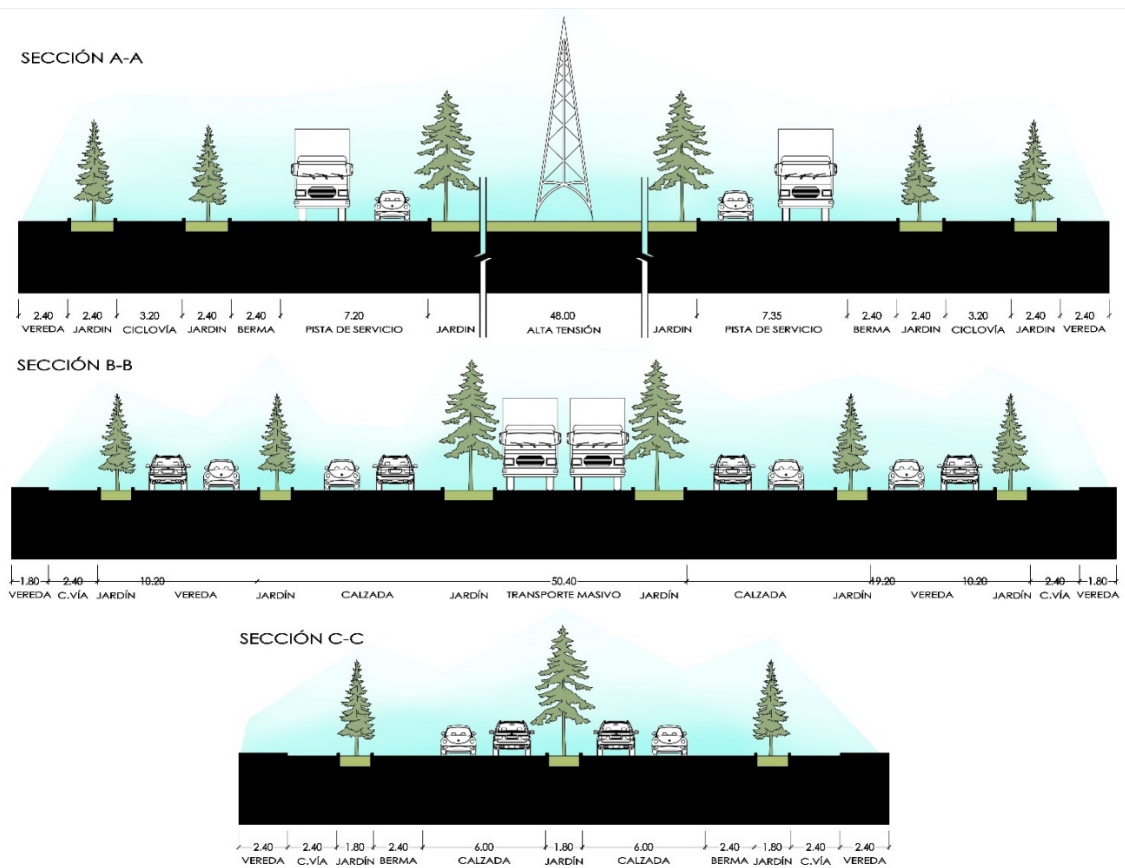 SECCIÓN A-A
2.40 2.40 3.20 2.40 2.40 7.20 48.00 7.35 2.40 2.40 3.20 2.40 2.40
VEREDA JARDIN CICLOVÍA JARDIN BERMA PISTA DE SERVICIO JARDIN ALTA TENSIÓN JARDIN PISTA DE SERVICIO BERMA JARDIN CICLOVÍA JARDIN VEREDA
SECCIÓN B-B
1.80 2.40 10.20 50.40 19.20 10.20 2.40 1.80
VEREDA C.VÍA JARDÍN VEREDA JARDÍN CALZADA JARDÍN TRANSPORTE MASIVO JARDÍN CALZADA JARDÍN VEREDA JARDÍN C.VÍA VEREDA
SECCIÓN C-C
2.40 2.40 1.80 2.40 6.00 1.80 6.00 2.40 1.80 2.40 2.40
VEREDA C.VÍA JARDÍN BERMA CALZADA JARDÍN CALZADA BERMA JARDÍN C.VÍA VEREDA